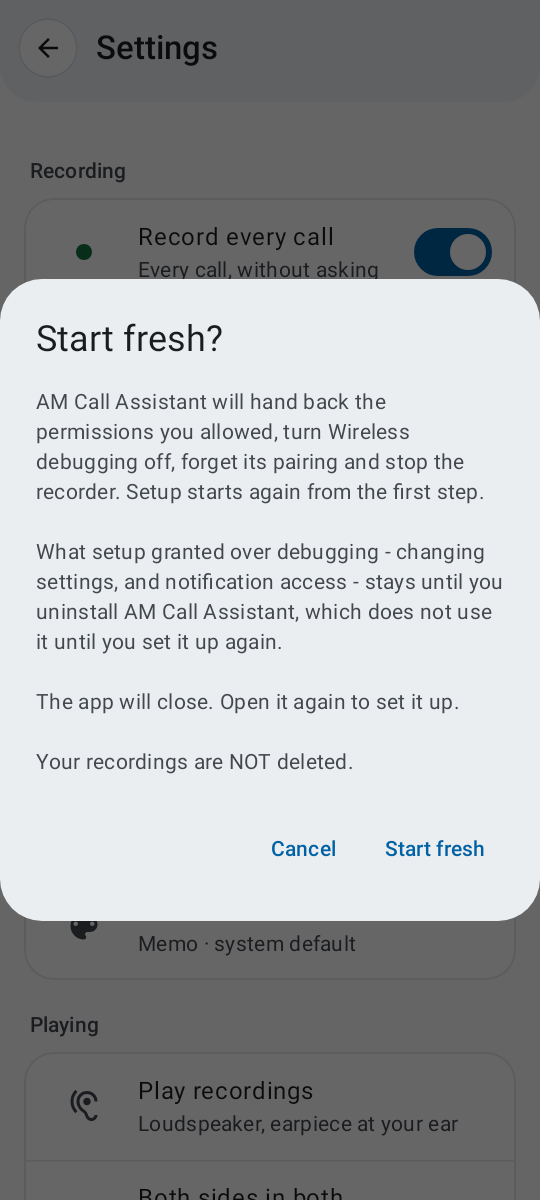 Settings
Recording
Record every call
Every call, without asking
Start fresh?
AM Call Assistant will hand back the
permissions you allowed, turn Wireless
debugging off, forget its pairing and stop the
recorder. Setup starts again from the first step.
What setup granted over debugging - changing
settings, and notification access - stays until you
uninstall AM Call Assistant, which does not use
it until you set it up again.
The app will close. Open it again to set it up.
Your recordings are NOT deleted.
Cancel
Start fresh
Memo · system default
Playing
Play recordings
Loudspeaker, earpiece at your ear
Both sides in both